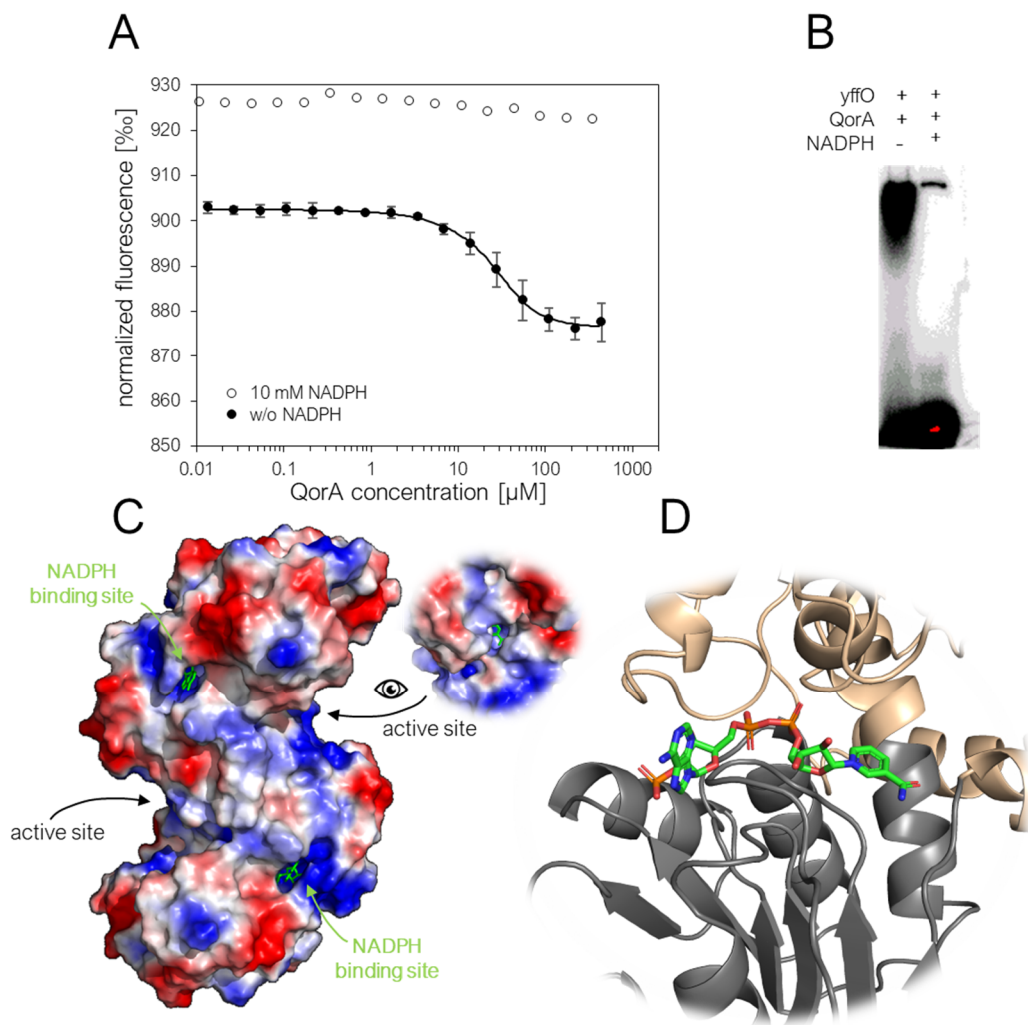 A
930
920
910
900
890
880
870
860
850
normalized fluorescence [‰]
10 mM NADPH
w/o NADPH
0.01
0.1
1
10
100
1000
QorA concentration [µM]
B
yffO + +
QorA + +
NADPH - +
C
NADPH
binding site
active site
active site
NADPH
binding site
D